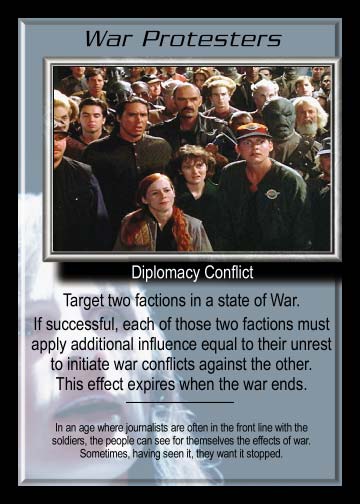 War Protesters
Diplomacy Conflict
Target two factions in a state of War.
If successful, each of those two factions must
apply additional influence equal to their unrest
to initiate war conflicts against the other.
This effect expires when the war ends.
In an age where journalists are often in the front line with the
soldiers, the people can see for themselves the effects of war.
Sometimes, having seen it, they want it stopped.